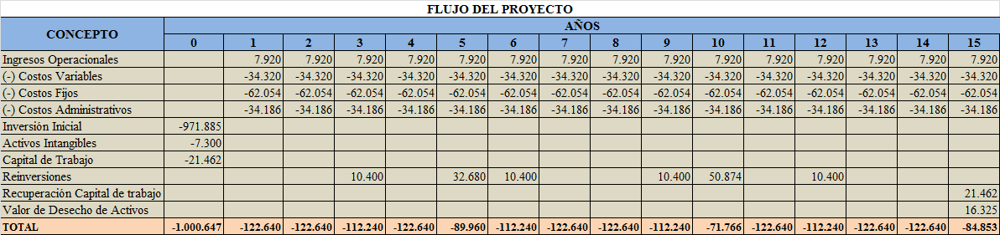 FLUJO DEL PROYECTO
CONCEPTO AÑOS
0 1 2 3 4 5 6 7 8 9 10 11 12 13 14 15
Ingresos Operacionales 7.920 7.920 7.920 7.920 7.920 7.920 7.920 7.920 7.920 7.920 7.920 7.920 7.920 7.920 7.920
(-) Costos Variables -34.320 -34.320 -34.320 -34.320 -34.320 -34.320 -34.320 -34.320 -34.320 -34.320 -34.320 -34.320 -34.320 -34.320 -34.320
(-) Costos Fijos -62.054 -62.054 -62.054 -62.054 -62.054 -62.054 -62.054 -62.054 -62.054 -62.054 -62.054 -62.054 -62.054 -62.054 -62.054
(-) Costos Administrativos -34.186 -34.186 -34.186 -34.186 -34.186 -34.186 -34.186 -34.186 -34.186 -34.186 -34.186 -34.186 -34.186 -34.186 -34.186
Inversión Inicial -971.885
Activos Intangibles -7.300
Capital de Trabajo -21.462
Reinversiones 10.400 32.680 10.400 10.400 50.874 10.400
Recuperación Capital de trabajo 21.462
Valor de Desecho de Activos 16.325
TOTAL -1.000.647 -122.640 -122.640 -112.240 -122.640 -89.960 -112.240 -122.640 -122.640 -112.240 -71.766 -122.640 -112.240 -122.640 -122.640 -84.853